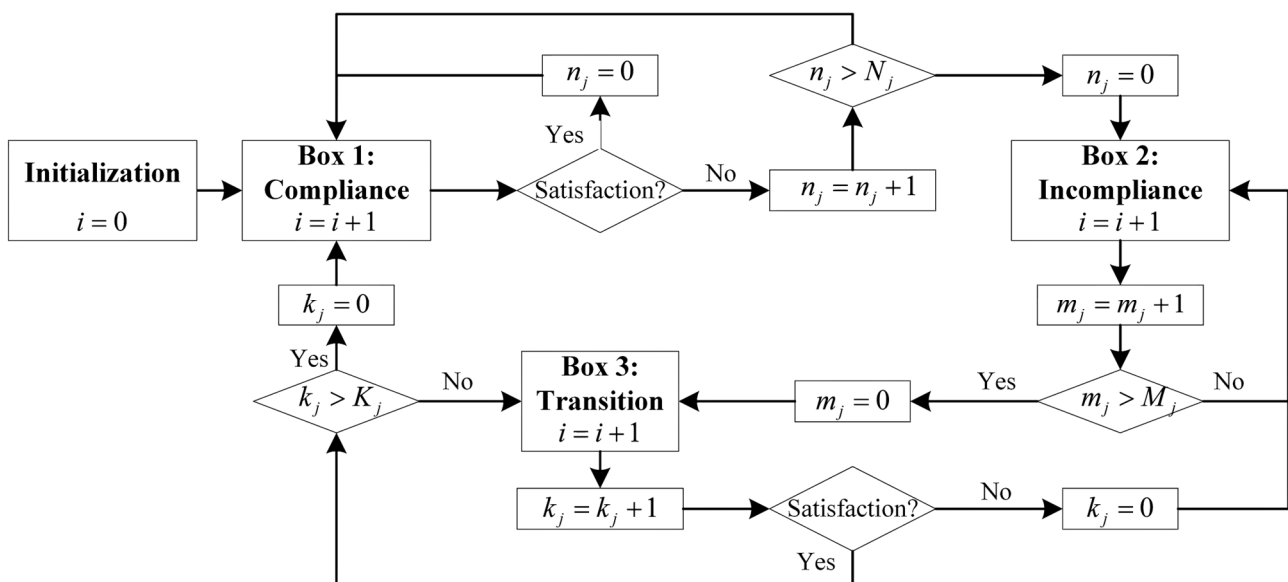 n_j = 0
n_j > N_j
n_j = 0
Initialization
i = 0
Box 1:
Compliance
i = i + 1
Yes
Satisfaction?
No
n_j = n_j + 1
Box 2:
Incompliance
i = i + 1
k_j = 0
m_j = m_j + 1
Yes
k_j > K_j
No
Box 3:
Transition
i = i + 1
m_j = 0
Yes
m_j > M_j
No
k_j = k_j + 1
Satisfaction?
No
k_j = 0
Yes